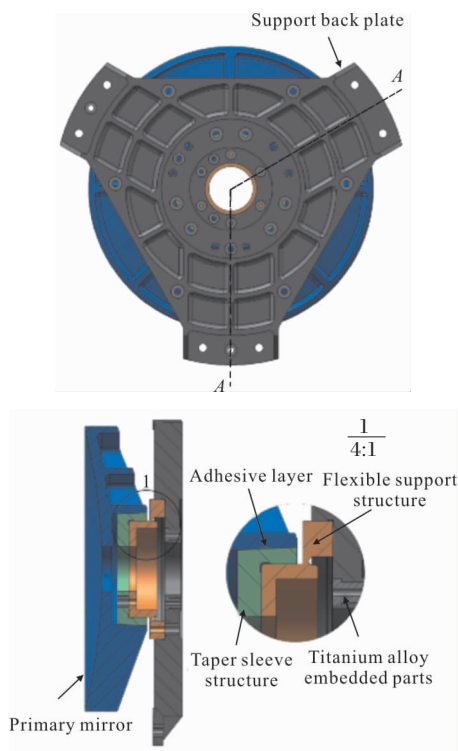 Support back plate
A
A
1
4:1
1
Adhesive layer
Flexible support
structure
Taper sleeve
structure
Titanium alloy
embedded parts
Primary mirror